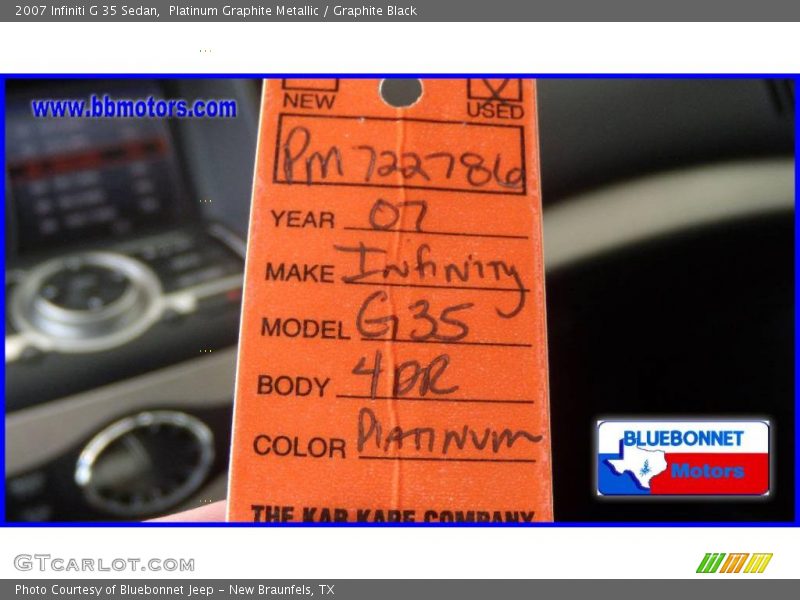 2007 Infiniti G 35 Sedan,  Platinum Graphite Metallic / Graphite Black
www.bbmotors.com
NEW USED
PM722786
YEAR 07
MAKE Infinity
MODEL G35
BODY 4DR
COLOR PLATINUM
THE KAR KARE COMPANY
BLUEBONNET
Motors
GTCARLOT.COM
Photo Courtesy of Bluebonnet Jeep - New Braunfels, TX